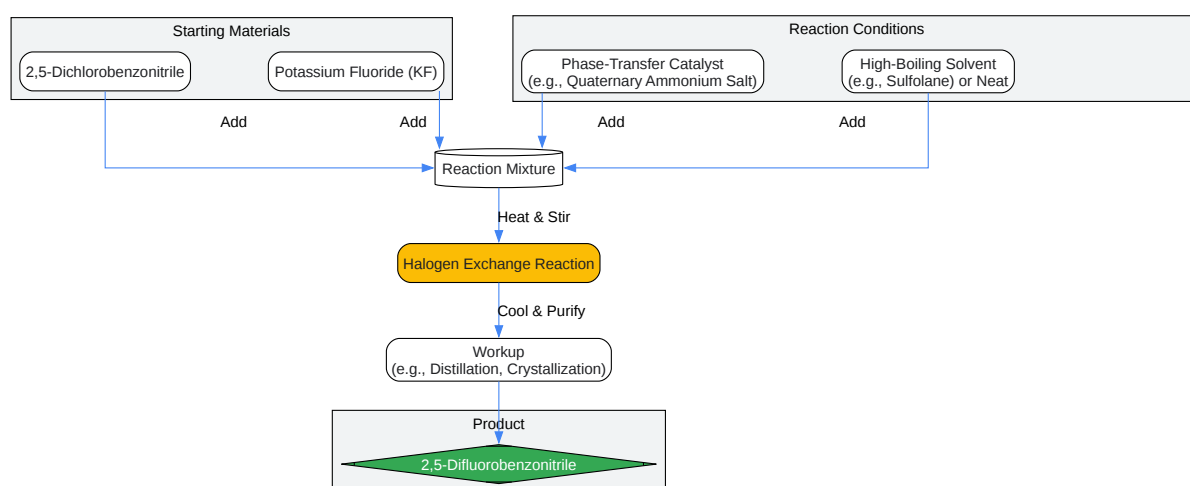 Starting Materials
Reaction Conditions
2,5-Dichlorobenzonitrile
Potassium Fluoride (KF)
Phase-Transfer Catalyst
(e.g., Quaternary Ammonium Salt)
High-Boiling Solvent
(e.g., Sulfolane) or Neat
Add
Add
Add
Add
Reaction Mixture
Heat & Stir
Halogen Exchange Reaction
Cool & Purify
Workup
(e.g., Distillation, Crystallization)
Product
2,5-Difluorobenzonitrile